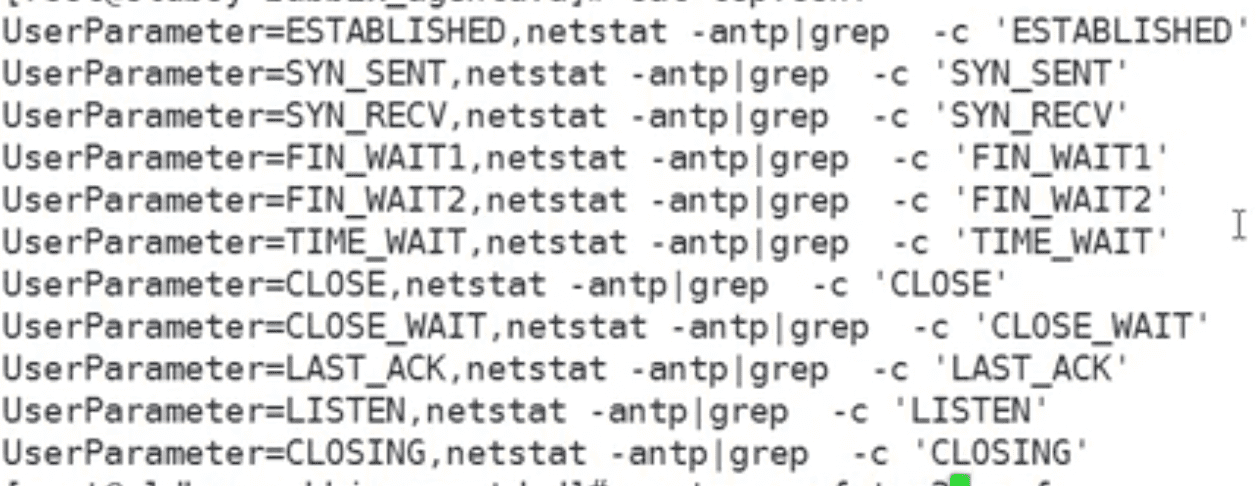 UserParameter=ESTABLISHED,netstat -antp|grep  -c 'ESTABLISHED'
UserParameter=SYN_SENT,netstat -antp|grep  -c 'SYN_SENT'
UserParameter=SYN_RECV,netstat -antp|grep  -c 'SYN_RECV'
UserParameter=FIN_WAIT1,netstat -antp|grep  -c 'FIN_WAIT1'
UserParameter=FIN_WAIT2,netstat -antp|grep  -c 'FIN_WAIT2'
UserParameter=TIME_WAIT,netstat -antp|grep  -c 'TIME_WAIT'
UserParameter=CLOSE,netstat -antp|grep  -c 'CLOSE'
UserParameter=CLOSE_WAIT,netstat -antp|grep  -c 'CLOSE_WAIT'
UserParameter=LAST_ACK,netstat -antp|grep  -c 'LAST_ACK'
UserParameter=LISTEN,netstat -antp|grep  -c 'LISTEN'
UserParameter=CLOSING,netstat -antp|grep  -c 'CLOSING'